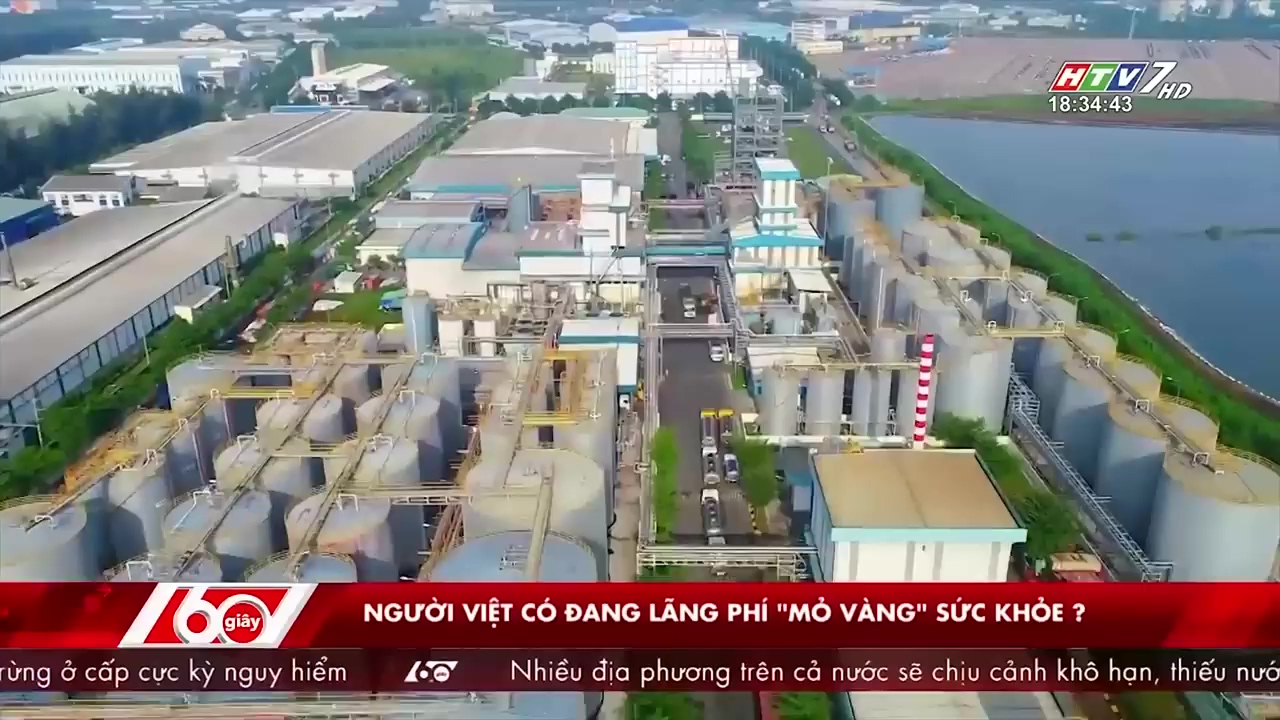 HTV7 HD
18:34:43
60 giây
NGƯỜI VIỆT CÓ ĐANG LÃNG PHÍ "MỎ VÀNG" SỨC KHỎE ?
rừng ở cấp cực kỳ nguy hiểm
60 giây
Nhiều địa phương trên cả nước sẽ chịu cảnh khô hạn, thiếu nướ